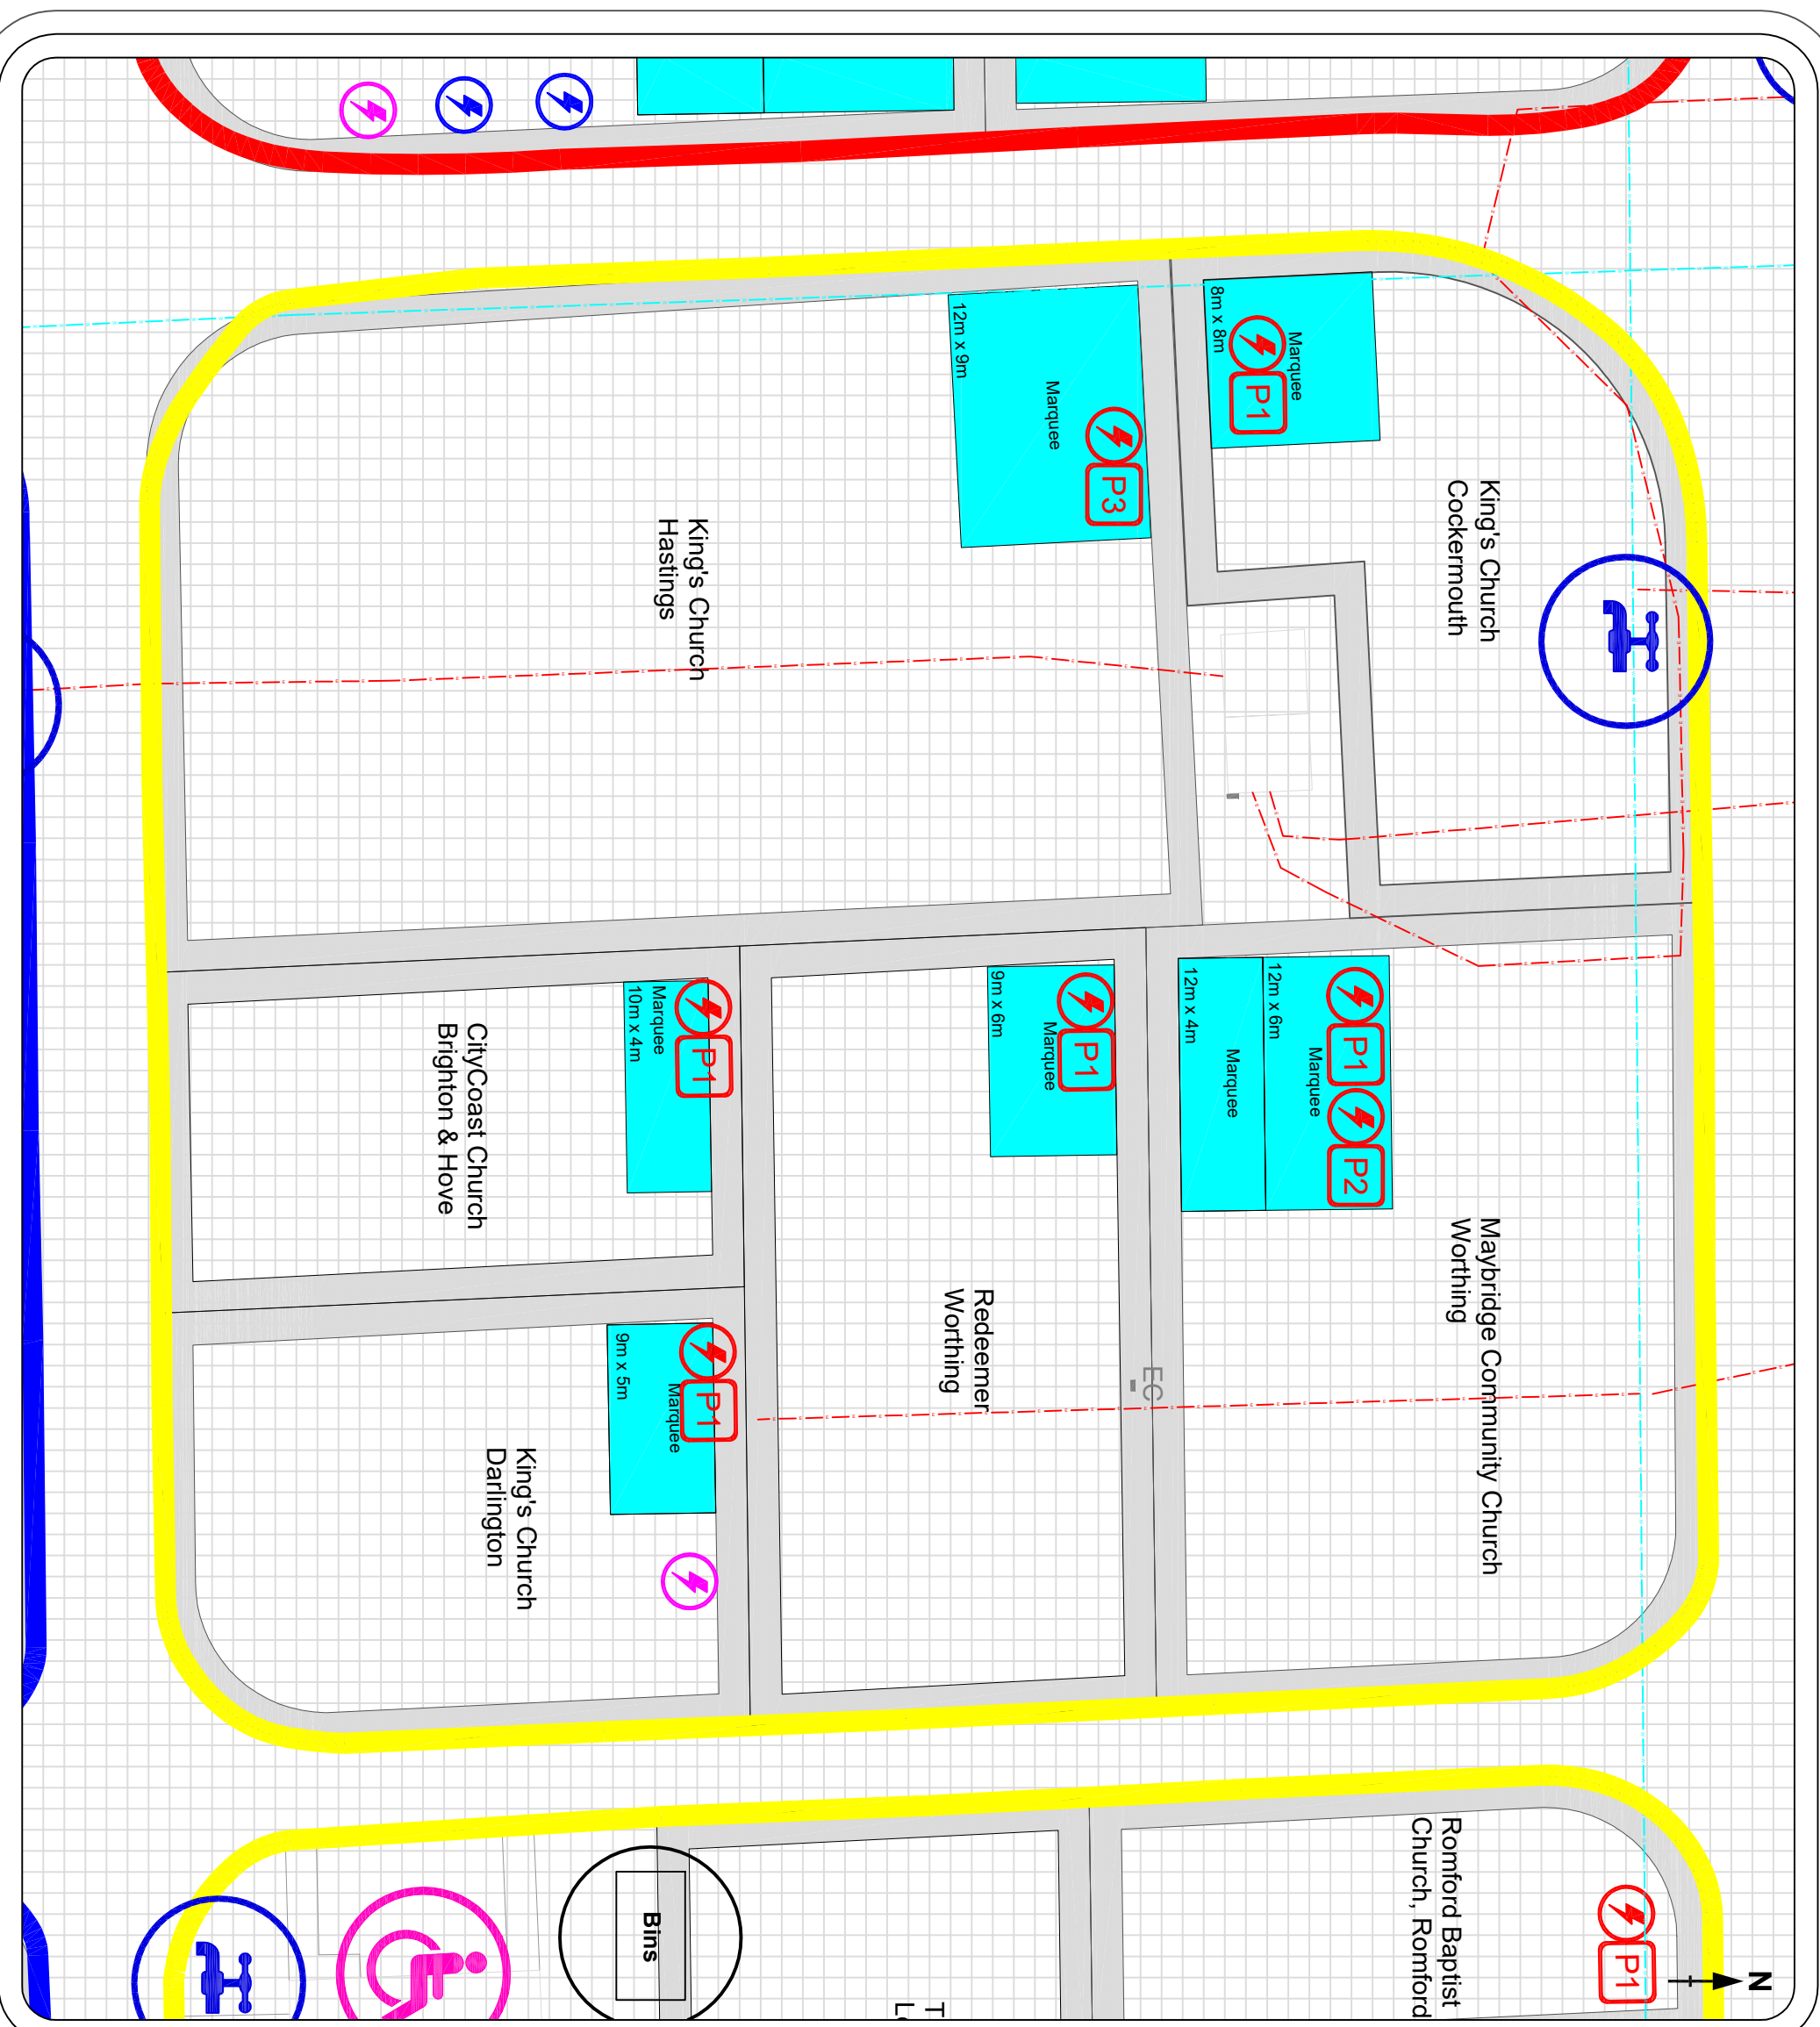 8m x 8m
Marquee
P1
King's Church
Cockermouth
12m x 9m
Marquee
P3
King's Church
Hastings
12m x 6m
Marquee
P1
P2
12m x 4m
Marquee
Maybridge Community Church
Worthing
9m x 6m
Marquee
P1
Redeemer
Worthing
EC
Marquee
10m x 4m
P1
CityCoast Church
Brighton & Hove
9m x 5m
Marquee
P1
King's Church
Darlington
Romford Baptist
Church, Romford
P1
N
Bins